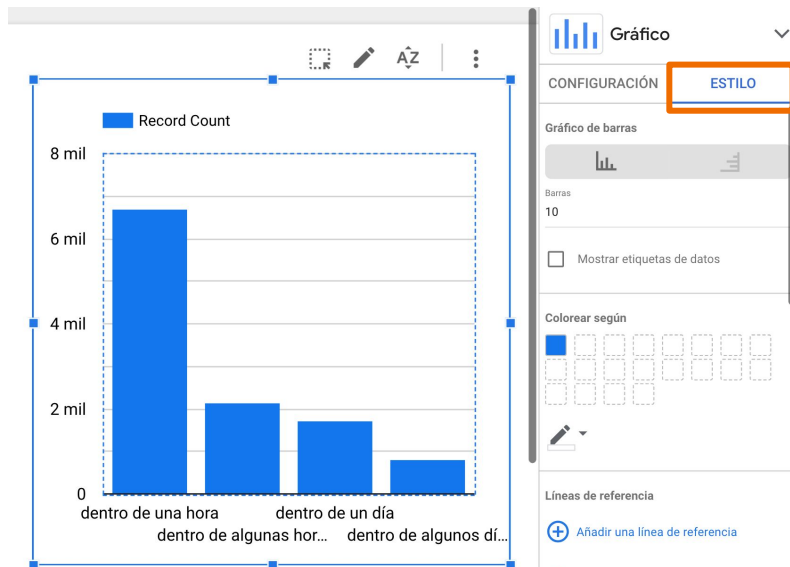 Gráfico
CONFIGURACIÓN
ESTILO
AZ
Record Count
8 mil
6 mil
4 mil
2 mil
0
dentro de una hora
dentro de un día
dentro de algunas hor...
dentro de algunos dí...
Gráfico de barras
Barras
10
Mostrar etiquetas de datos
Colorear según
Líneas de referencia
Añadir una línea de referencia